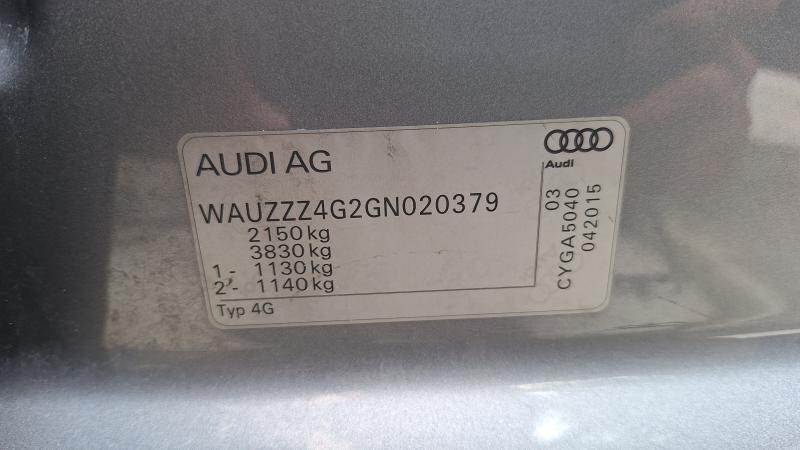 AUDI AG
Audi
WAUZZZ4G2GN020379
2150 kg
3830 kg
1 - 1130 kg
2 - 1140 kg
Typ 4G
03
CYGA5040
042015